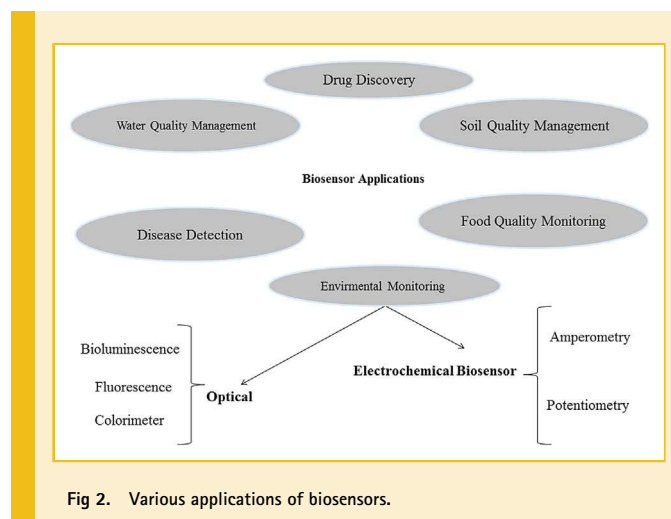 Drug Discovery
Water Quality Management
Soil Quality Management
Biosensor Applications
Food Quality Monitoring
Disease Detection
Envirmental Monitoring
Bioluminescence
Fluorescence
Colorimeter
Optical
Electrochemical Biosensor
Amperometry
Potentiometry
Fig 2. Various applications of biosensors.